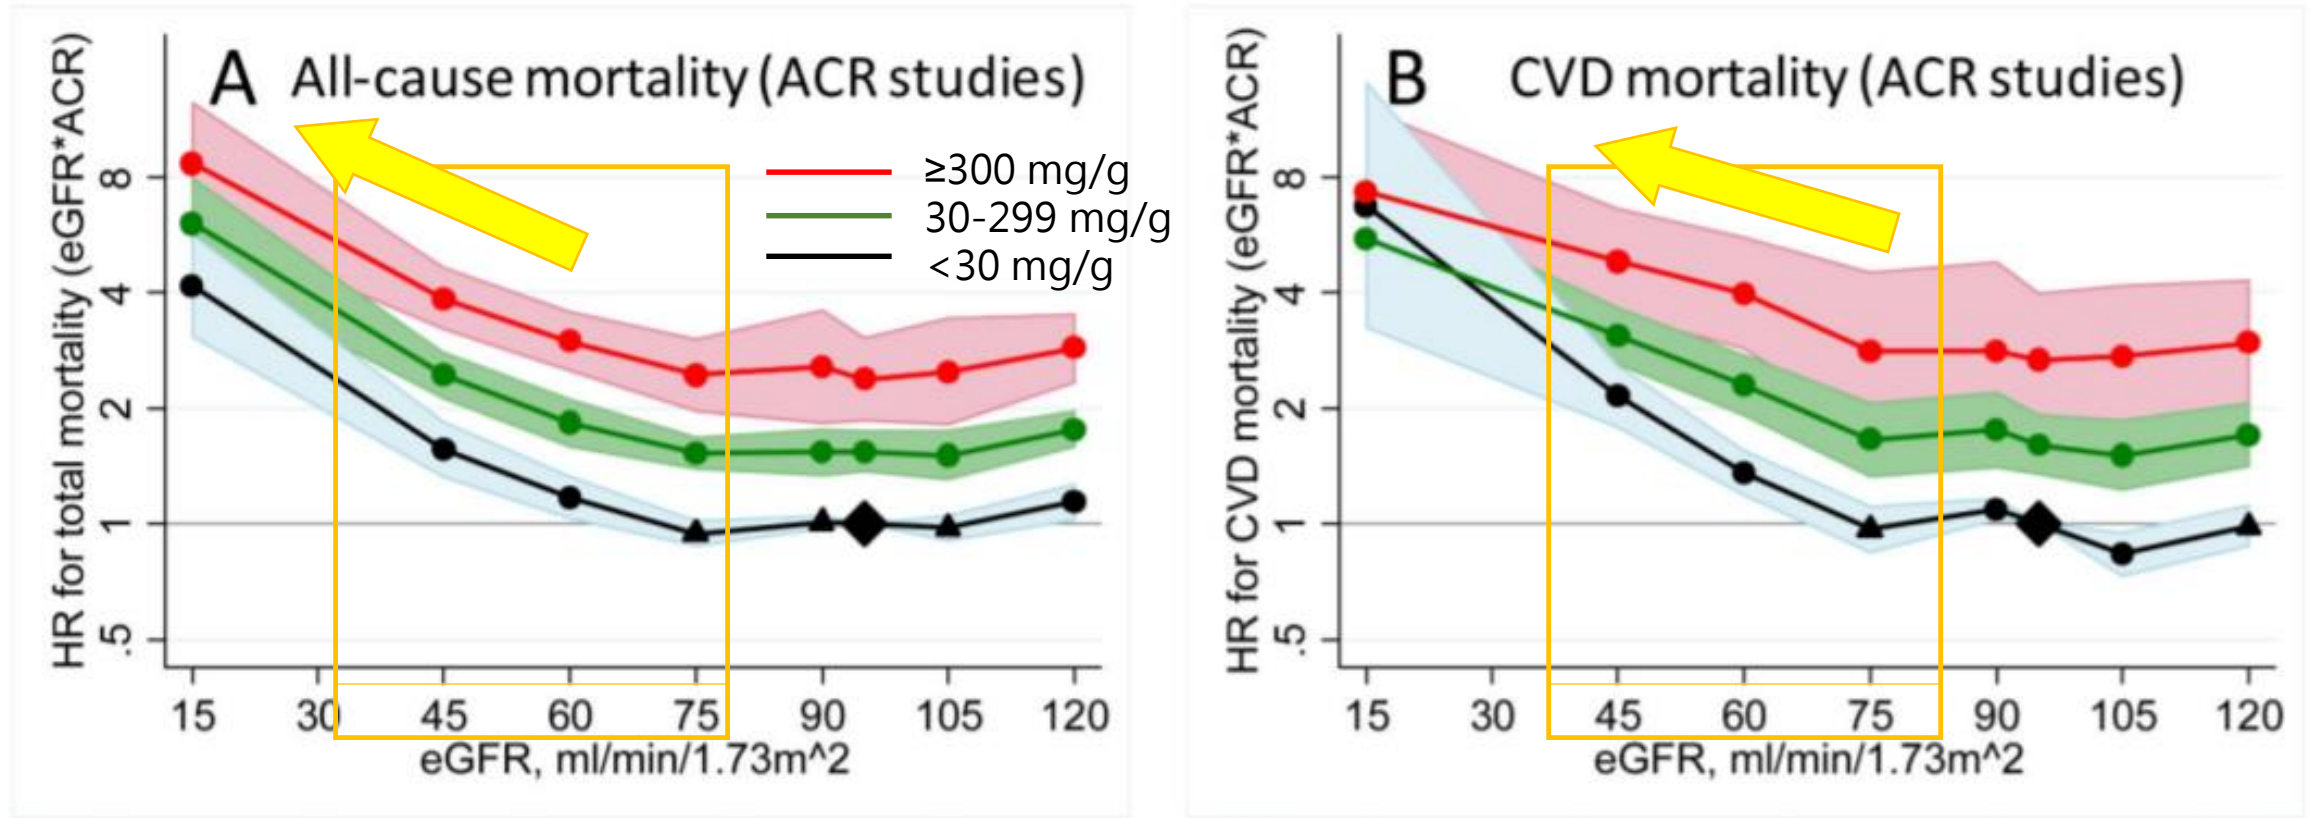 A All-cause mortality (ACR studies)
HR for total mortality (eGFR*ACR)
8
4
2
1
.5
≥300 mg/g
30-299 mg/g
<30 mg/g
15 30 45 60 75 90 105 120
eGFR, ml/min/1.73m^2
B CVD mortality (ACR studies)
HR for CVD mortality (eGFR*ACR)
8
4
2
1
.5
15 30 45 60 75 90 105 120
eGFR, ml/min/1.73m^2